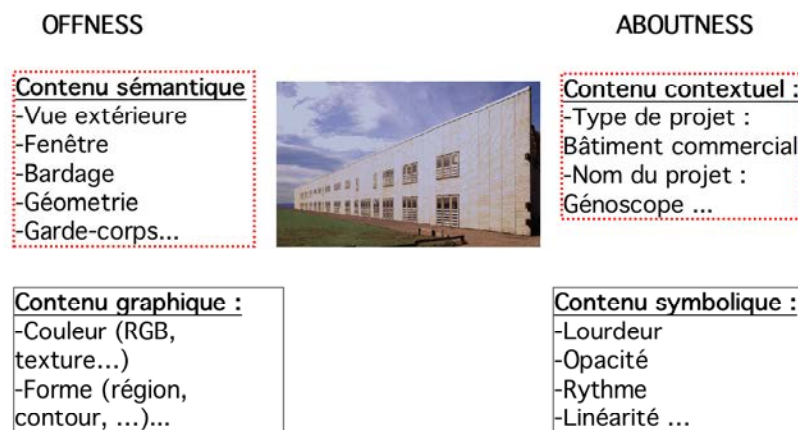 OFFNESS
ABOUTNESS
Contenu sémantique
-Vue extérieure
-Fenêtre
-Bardage
-Géometrie
-Garde-corps...
Contenu contextuel :
-Type de projet :
Bâtiment commercial
-Nom du projet :
Génoscope ...
Contenu graphique :
-Couleur (RGB,
texture...)
-Forme (région,
contour, ...)...
Contenu symbolique :
-Lourdeur
-Opacité
-Rythme
-Linéarité ...